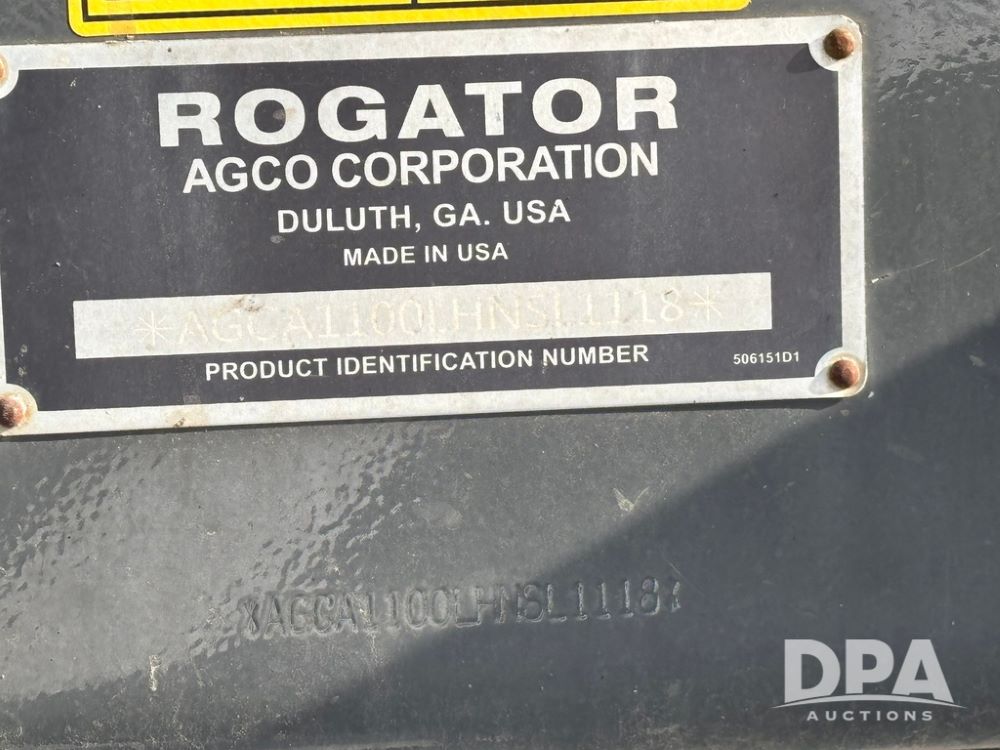 ROGATOR
AGCO CORPORATION
DULUTH, GA. USA
MADE IN USA
*AGCA1100LHNSL1118*
PRODUCT IDENTIFICATION NUMBER
506151D1
*AGCA1100LHNSL1118*
DPA
AUCTIONS